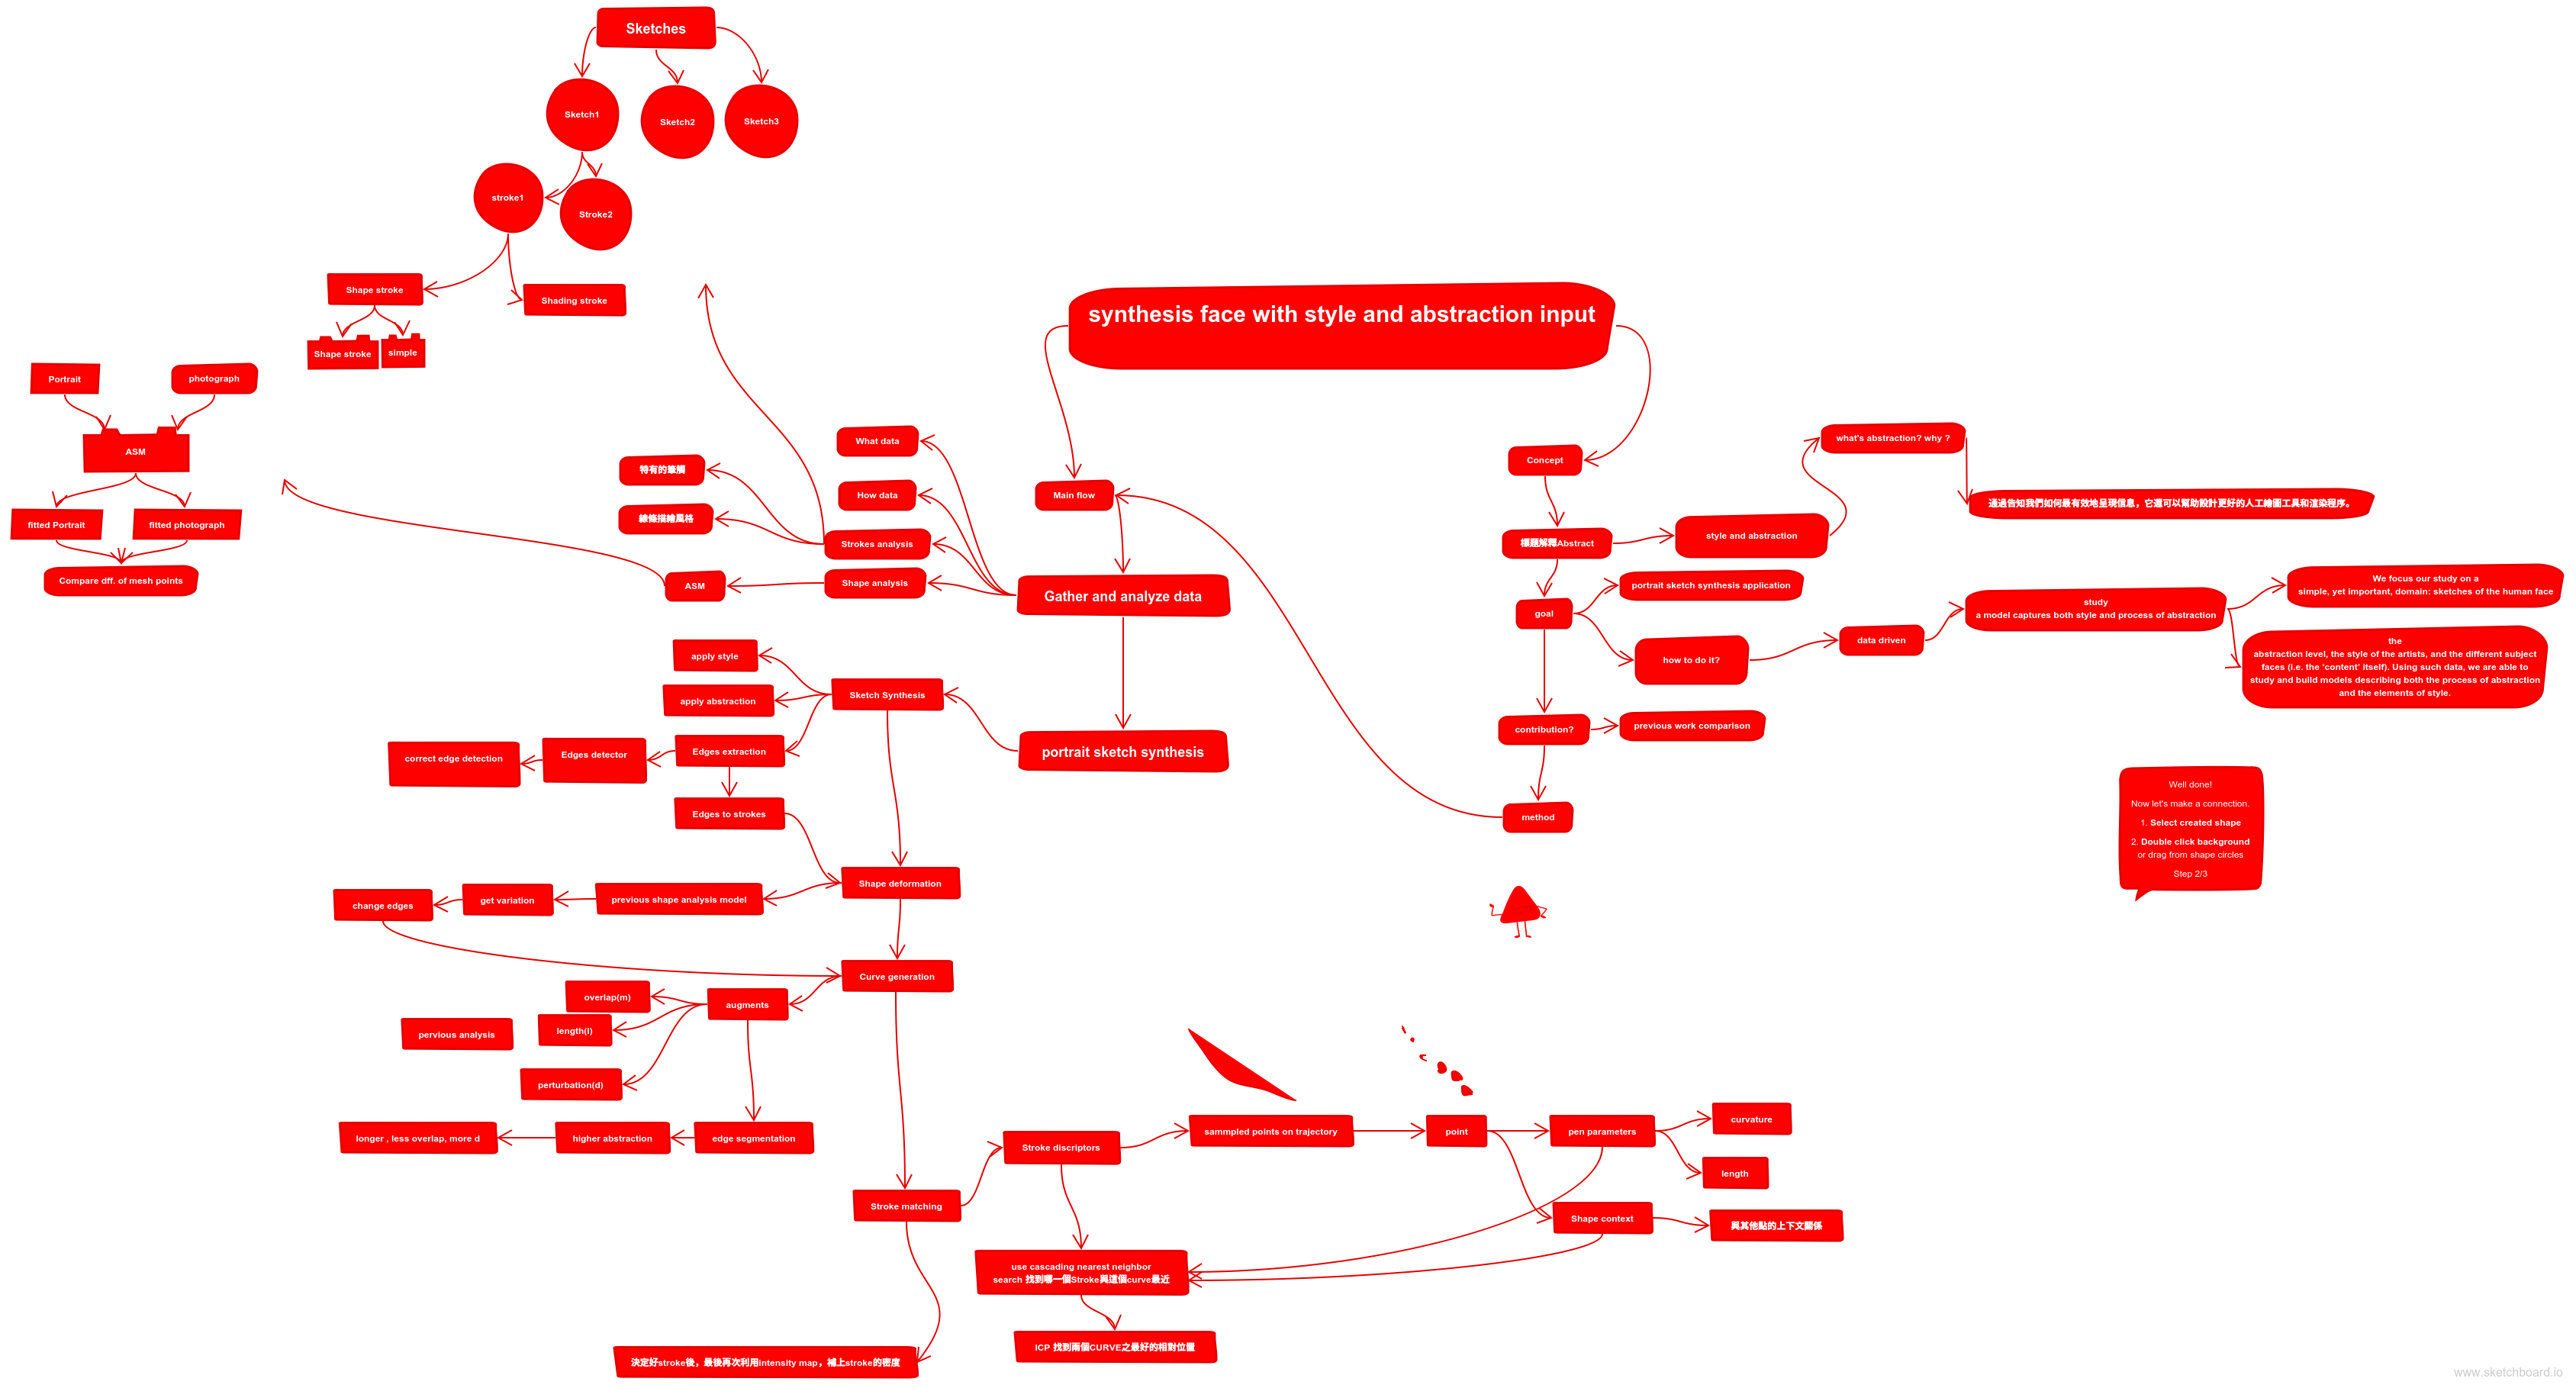 Sketches
Sketch1
Sketch2
Sketch3
stroke1
Stroke2
Shape stroke
Shading stroke
Shape stroke
simple
Portrait
photograph
ASM
fitted Portrait
fitted photograph
Compare dff. of mesh points
synthesis face with style and abstraction input
What data
How data
特有的筆觸
線條描繪風格
Strokes analysis
Shape analysis
ASM
Main flow
Gather and analyze data
portrait sketch synthesis
Concept
標題解釋Abstract
style and abstraction
what's abstraction? why ?
通過告知我們如何最有效地呈現信息，它還可以幫助設計更好的人工繪圖工具和渲染程序。
goal
portrait sketch synthesis application
how to do it?
data driven
study
a model captures both style and process of abstraction
We focus our study on a
simple, yet important, domain: sketches of the human face
the
abstraction level, the style of the artists, and the different subject
faces (i.e. the 'content' itself). Using such data, we are able to
study and build models describing both the process of abstraction
and the elements of style.
contribution?
previous work comparison
method
Well done!
Now let's make a connection.
1. Select created shape
2. Double click background
or drag from shape circles
Step 2/3
apply style
apply abstraction
Sketch Synthesis
Edges extraction
Edges detector
correct edge detection
Edges to strokes
Shape deformation
previous shape analysis model
get variation
change edges
Curve generation
augments
overlap(m)
length(l)
pervious analysis
perturbation(d)
edge segmentation
higher abstraction
longer , less overlap, more d
Stroke matching
Stroke discriptors
sammpled points on trajectory
point
pen parameters
curvature
length
Shape context
與其他點的上下文關係
use cascading nearest neighbor
search 找到哪一個Stroke與這個curve最近
ICP 找到兩個CURVE之最好的相對位置
決定好stroke後，最後再次利用intensity map，補上stroke的密度
www.sketchboard.io